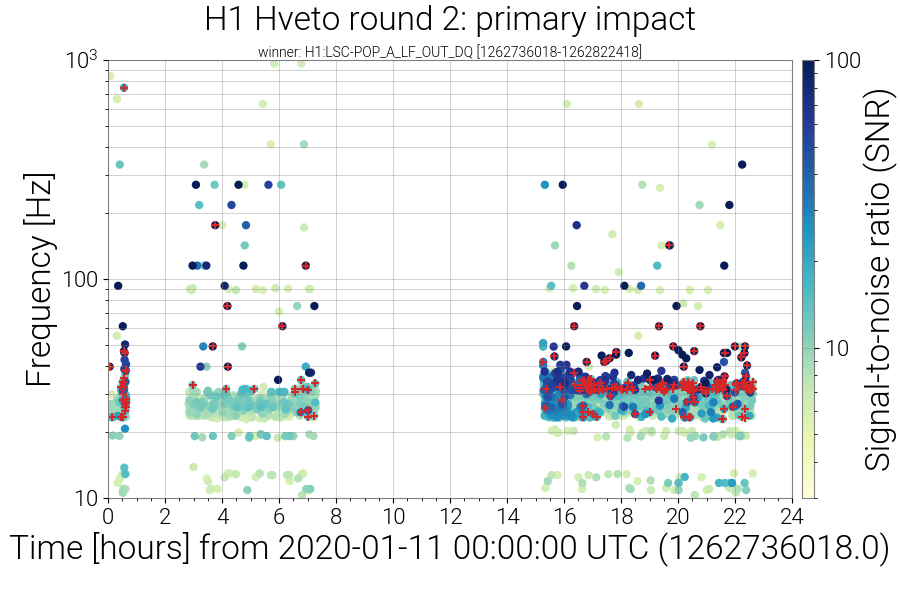 H1 Hveto round 2: primary impact
winner: H1:LSC-POP_A_LF_OUT_DQ [1262736018-1262822418]
10³
100
10
Frequency [Hz]
0 2 4 6 8 10 12 14 16 18 20 22 24
Time [hours] from 2020-01-11 00:00:00 UTC (1262736018.0)
100
10
Signal-to-noise ratio (SNR)